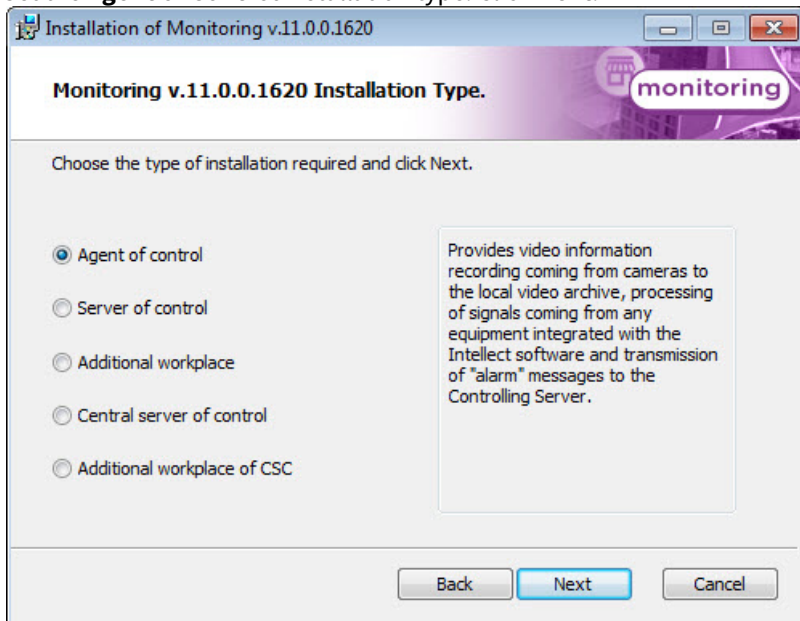 Installation of Monitoring v.11.0.0.1620
Monitoring v.11.0.0.1620 Installation Type.
monitoring
Choose the type of installation required and click Next.
Agent of control
Server of control
Additional workplace
Central server of control
Additional workplace of CSC
Provides video information
recording coming from cameras to
the local video archive, processing
of signals coming from any
equipment integrated with the
Intellect software and transmission
of "alarm" messages to the
Controlling Server.
Back
Next
Cancel